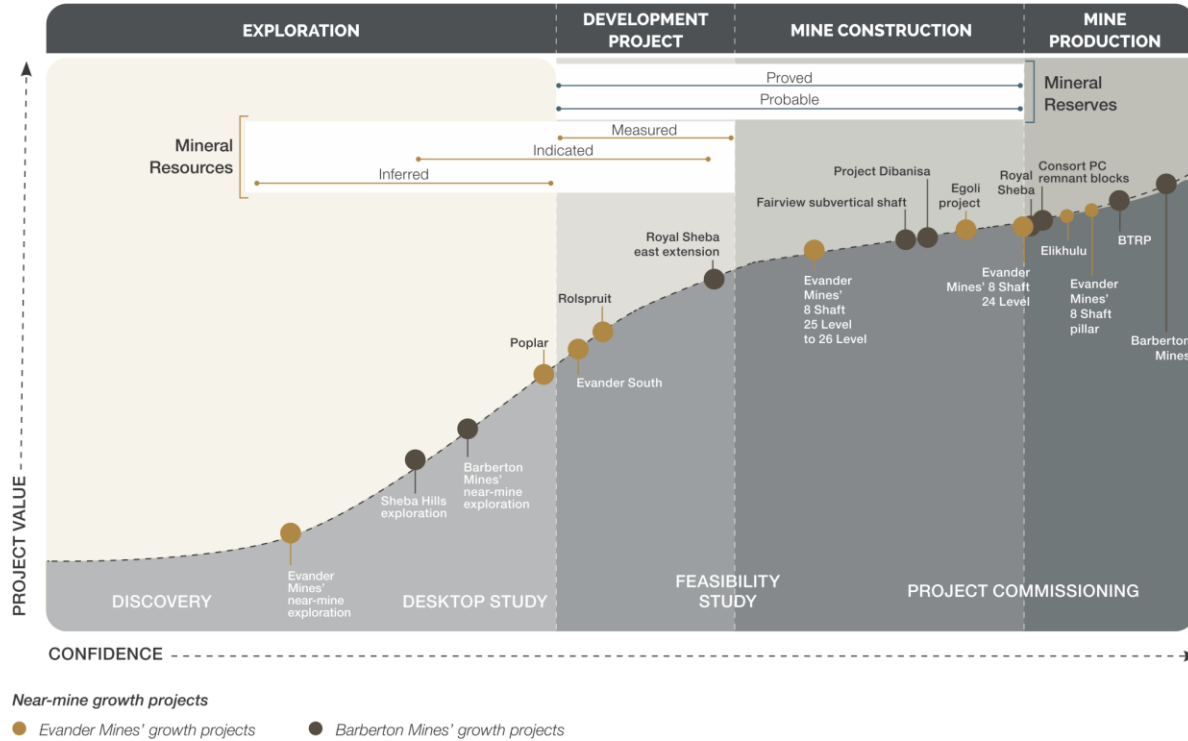 EXPLORATION
DEVELOPMENT
PROJECT
MINE CONSTRUCTION
MINE
PRODUCTION
Proved
Probable
Mineral
Reserves
Measured
Indicated
Inferred
Mineral
Resources
Project Dibanisa
Fairview subvertical shaft
Egoli
project
Royal
Sheba
Consort PC
remnant blocks
Royal Sheba
east extension
Rolspruit
Poplar
Evander South
Evander
Mines'
8 Shaft
25 Level
to 26 Level
Evander
Mines' 8 Shaft
24 Level
Elikhulu
Evander
Mines'
8 Shaft
pillar
BTRP
Barberton
Mines
Sheba Hills
exploration
Barberton
Mines'
near-mine
exploration
Evander
Mines'
near-mine
exploration
DISCOVERY
DESKTOP STUDY
FEASIBILITY
STUDY
PROJECT COMMISSIONING
PROJECT VALUE
CONFIDENCE
Near-mine growth projects
Evander Mines' growth projects
Barberton Mines' growth projects